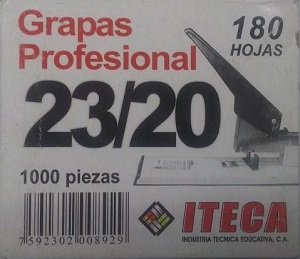 Grapas
Profesional
180
HOJAS
23/20
1000 piezas
7592302008929
ITECA
INDUSTRIA TECNICA EDUCATIVA, C.A.